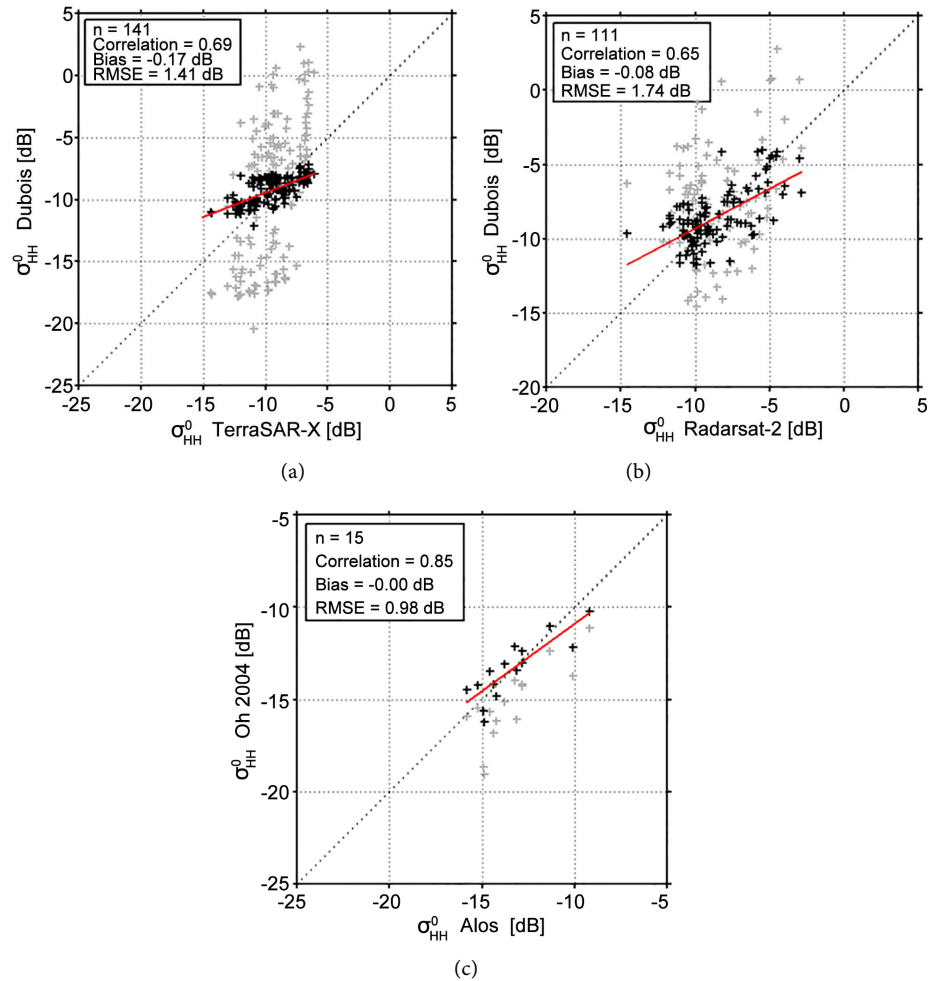 n = 141
Correlation = 0.69
Bias = -0.17 dB
RMSE = 1.41 dB
5
0
-5
-10
-15
-20
-25
σ⁰HH Dubois [dB]
-25 -20 -15 -10 -5 0 5
σ⁰HH TerraSAR-X [dB]
(a)
n = 111
Correlation = 0.65
Bias = -0.08 dB
RMSE = 1.74 dB
5
0
-5
-10
-15
-20
σ⁰HH Dubois [dB]
-20 -15 -10 -5 0 5
σ⁰HH Radarsat-2 [dB]
(b)
n = 15
Correlation = 0.85
Bias = -0.00 dB
RMSE = 0.98 dB
-5
-10
-15
-20
-25
σ⁰HH Oh 2004 [dB]
-25 -20 -15 -10 -5
σ⁰HH Alos [dB]
(c)